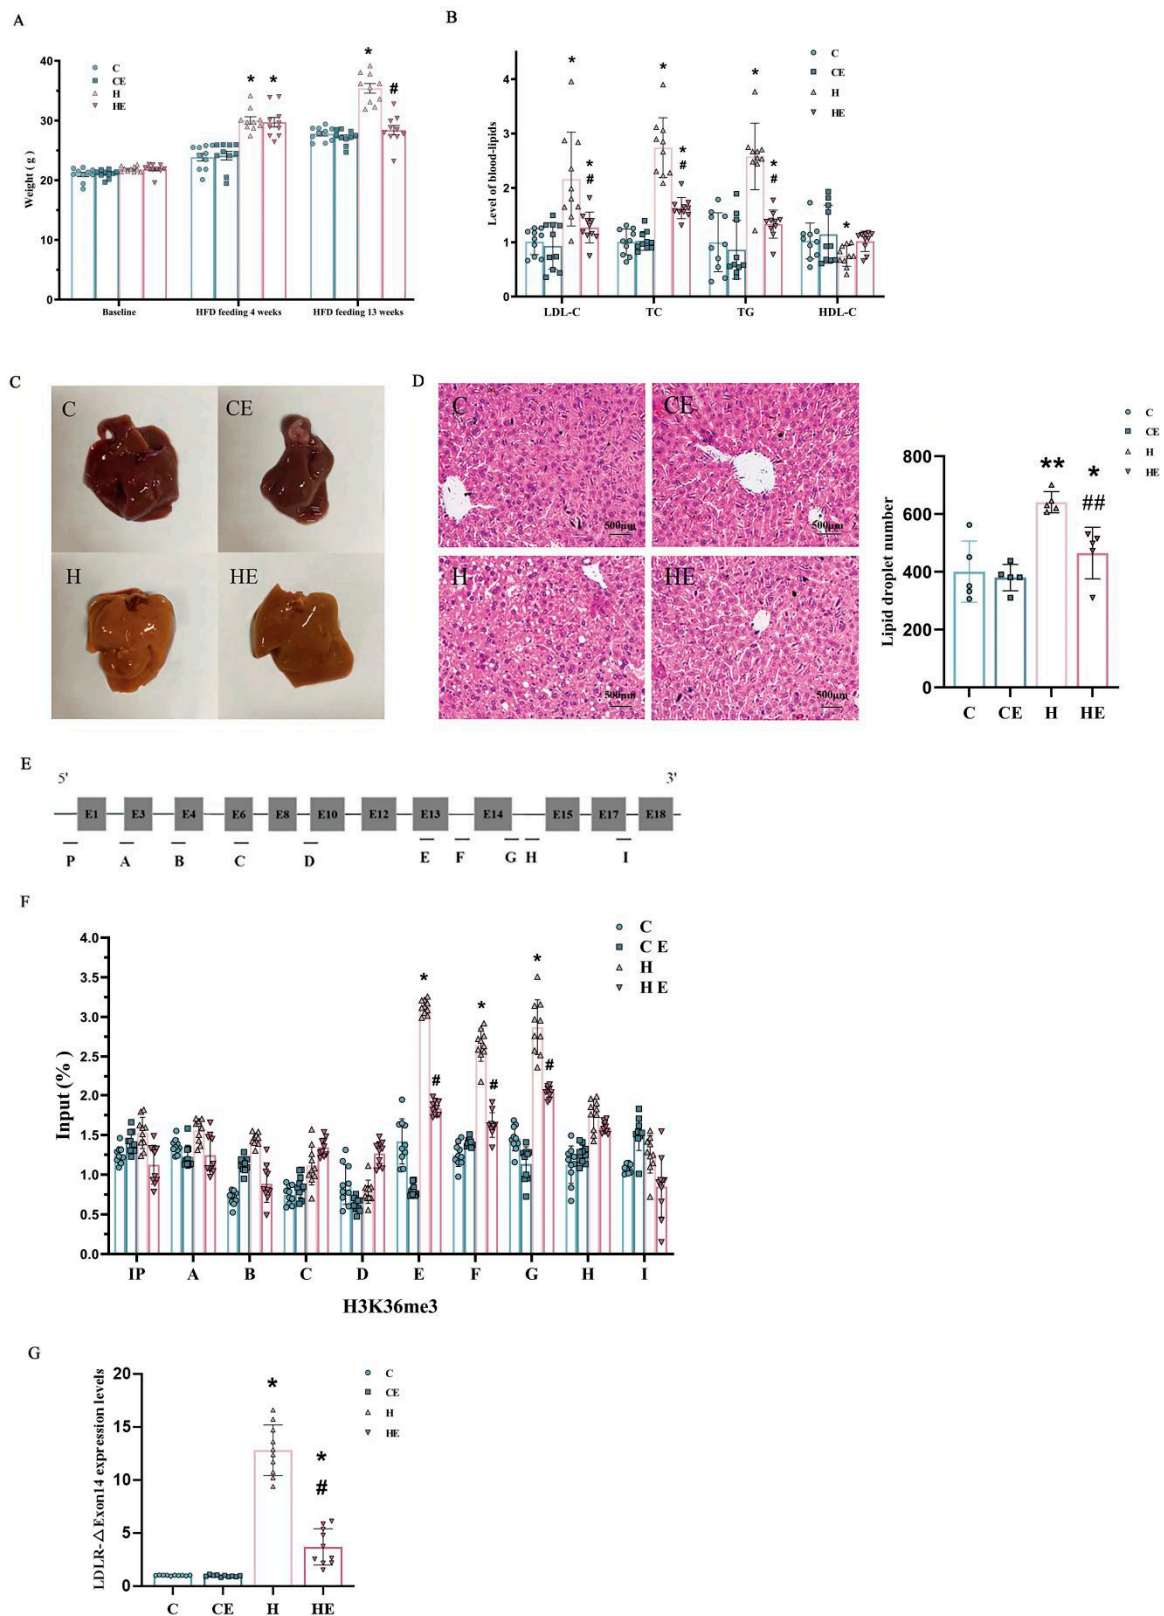 A
C
CE
H
HE
Weight ( g )
40
30
20
10
0
* * * #
Baseline
HFD feeding 4 weeks
HFD feeding 13 weeks
B
C
CE
H
HE
Level of blood-lipids
4
3
2
1
0
* * * # * * # * #
LDL-C
TC
TG
HDL-C
C
C
CE
H
HE
D
C
500μm
CE
500μm
H
500μm
HE
500μm
C
CE
H
HE
Lipid droplet number
800
600
400
200
0
**
*
##
C
CE
H
HE
E
5'
3'
E1
E3
E4
E6
E8
E10
E12
E13
E14
E15
E17
E18
P
A
B
C
D
E
F
G
H
I
F
C
C E
H
H E
Input (%)
4.0
3.5
3.0
2.5
2.0
1.5
1.0
0.5
0.0
* # * # * #
IP
A
B
C
D
E
F
G
H
I
H3K36me3
G
C
CE
H
HE
LDLR-△Exon14 expression levels
20
15
10
5
0
*
*
#
C
CE
H
HE